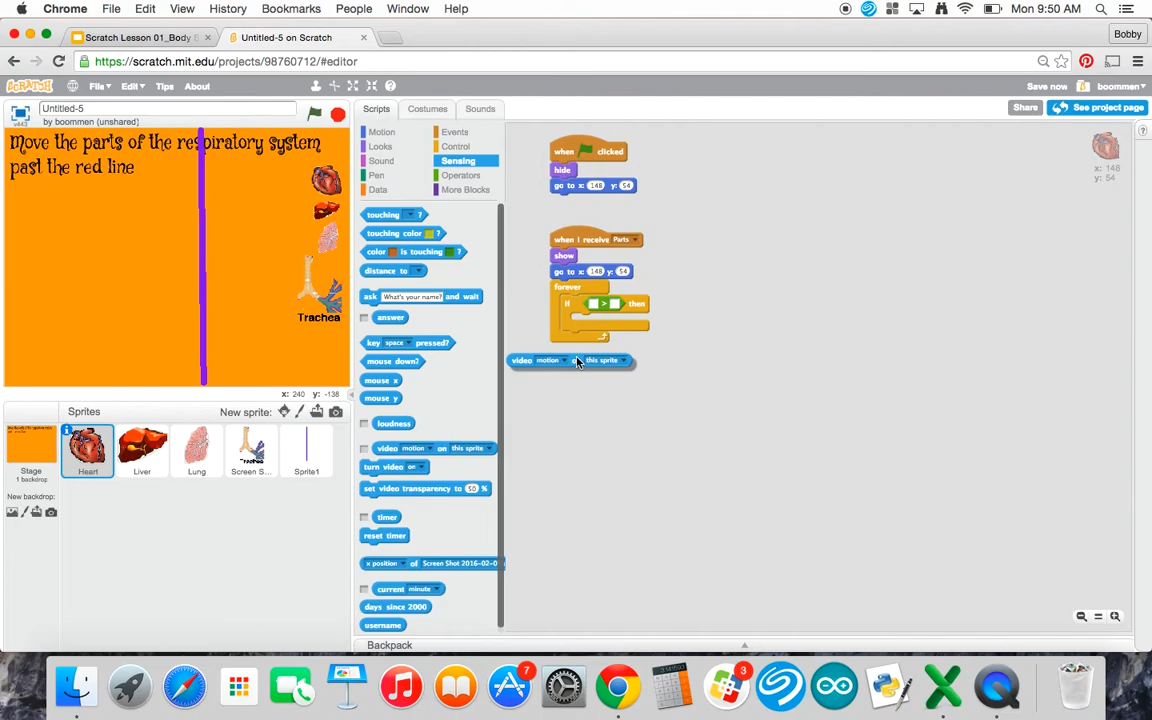 Chrome File Edit View History Bookmarks People Window Help Mon 9:50 AM
Scratch Lesson 01_Body S Untitled-5 on Scratch Bobby
https://scratch.mit.edu/projects/98760712/#editor
SCRATCH File Edit Tips About Save now boommen
Untitled-5
by boommen (unshared)
v443
Share See project page
Scripts Costumes Sounds
Move the parts of the respiratory system
past the red line
Trachea
x: 240 y: -138
Motion Events
Looks Control
Sound Sensing
Pen Operators
Data More Blocks
touching ?
touching color ?
color is touching ?
distance to
ask What's your name? and wait
answer
key space pressed?
mouse down?
mouse x
mouse y
loudness
video motion on this sprite
turn video on
set video transparency to 50 %
timer
reset timer
x position of Screen Shot 2016-02-0
current minute
days since 2000
username
when clicked
hide
go to x: 148 y: 54
when I receive Parts
show
go to x: 148 y: 54
forever
if > then
video motion this sprite
x: 148
y: 54
Sprites New sprite:
Stage
1 backdrop
New backdrop:
Heart Liver Lung Screen S... Sprite1
Backpack
7
3